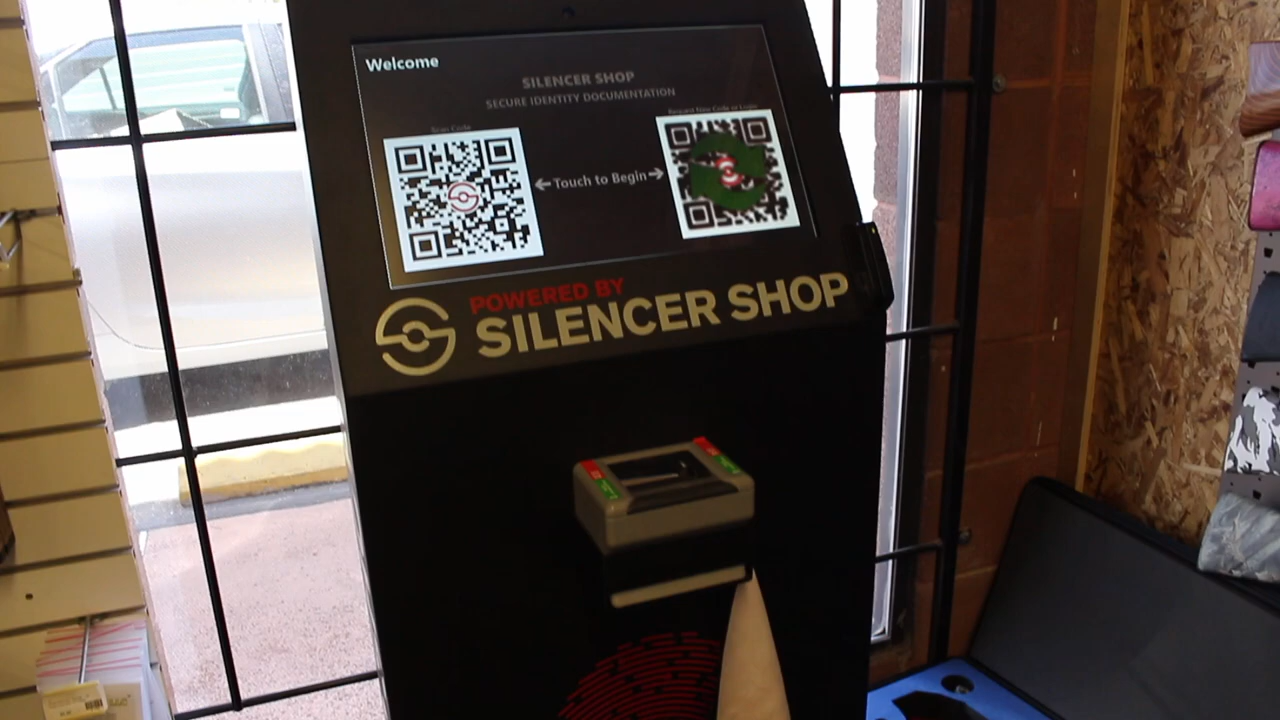 Welcome
SILENCER SHOP
SECURE IDENTITY DOCUMENTATION
Scan Code
Request New Code or Login
Touch to Begin
POWERED BY
SILENCER SHOP